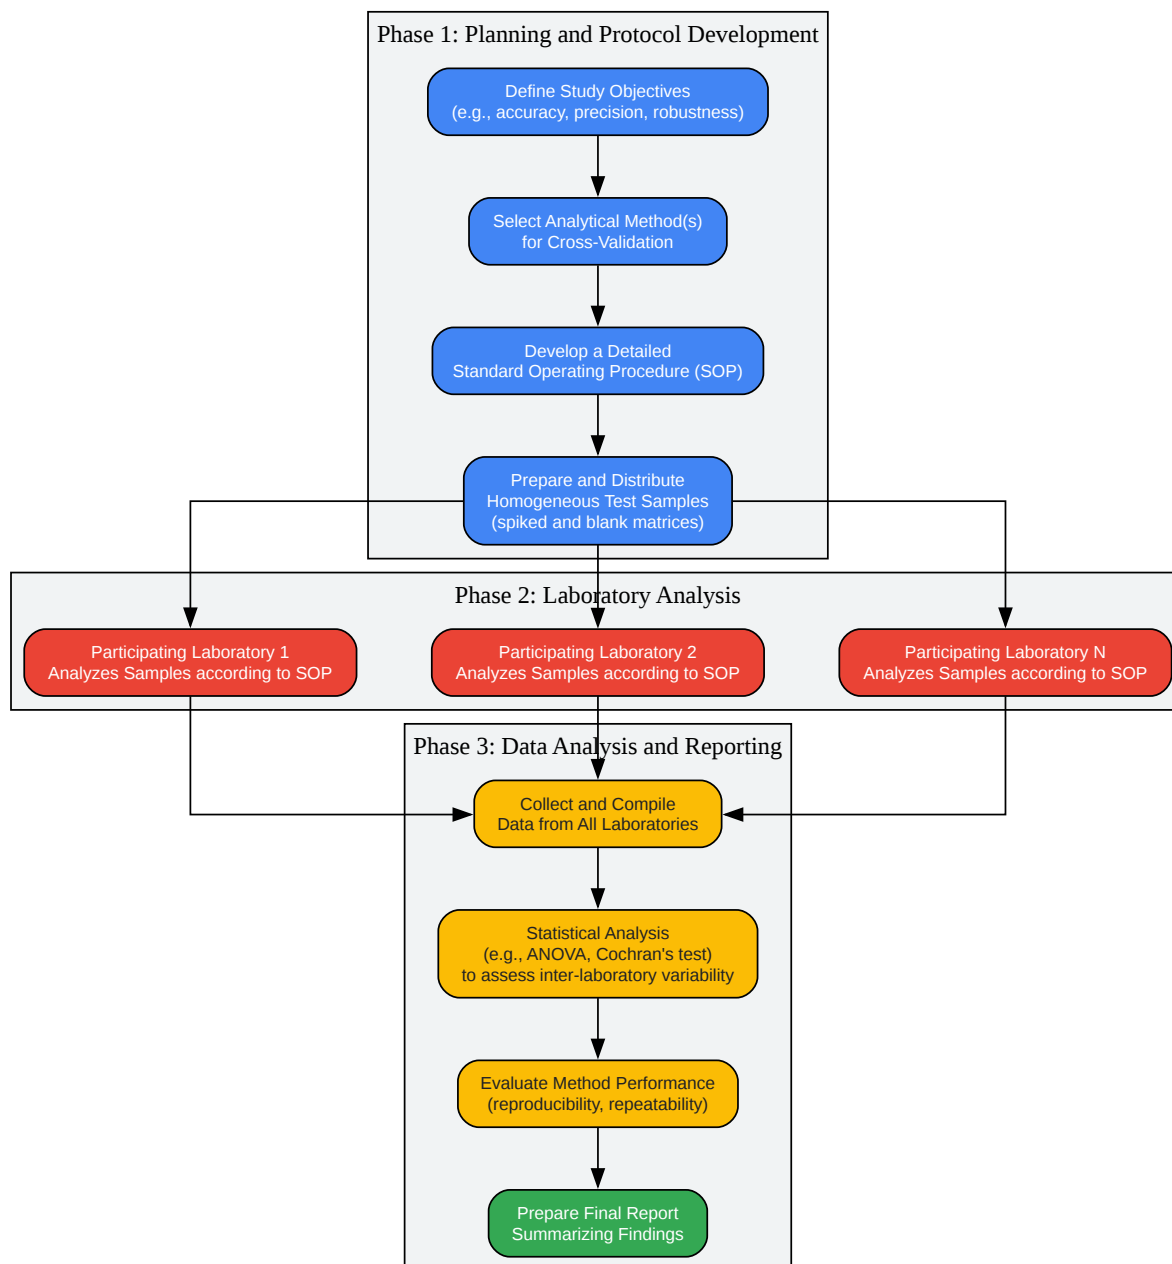 Phase 1: Planning and Protocol Development
Define Study Objectives
(e.g., accuracy, precision, robustness)
Select Analytical Method(s)
for Cross-Validation
Develop a Detailed
Standard Operating Procedure (SOP)
Prepare and Distribute
Homogeneous Test Samples
(spiked and blank matrices)
Phase 2: Laboratory Analysis
Participating Laboratory 1
Analyzes Samples according to SOP
Participating Laboratory 2
Analyzes Samples according to SOP
Participating Laboratory N
Analyzes Samples according to SOP
Phase 3: Data Analysis and Reporting
Collect and Compile
Data from All Laboratories
Statistical Analysis
(e.g., ANOVA, Cochran's test)
to assess inter-laboratory variability
Evaluate Method Performance
(reproducibility, repeatability)
Prepare Final Report
Summarizing Findings